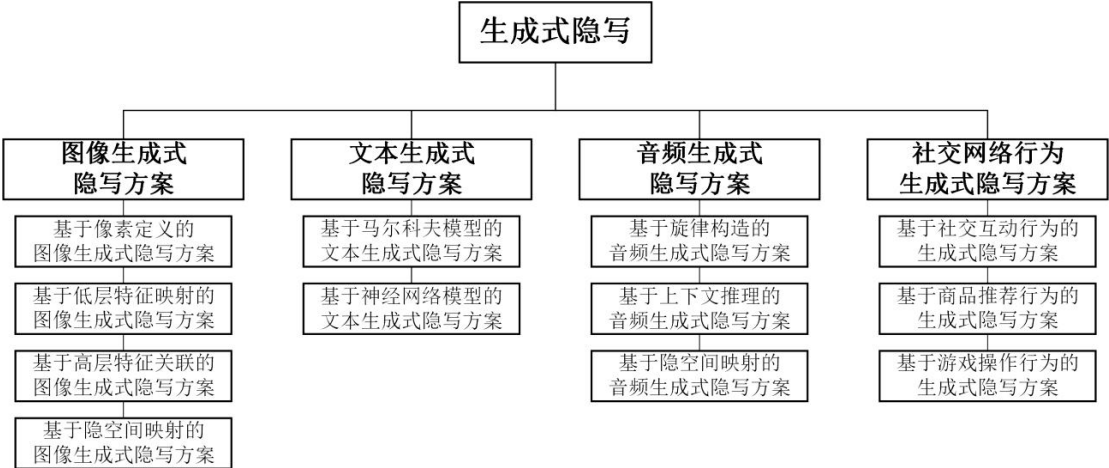 生成式隐写
图像生成式
隐写方案
基于像素定义的
图像生成式隐写方案
基于低层特征映射的
图像生成式隐写方案
基于高层特征关联的
图像生成式隐写方案
基于隐空间映射的
图像生成式隐写方案
文本生成式
隐写方案
基于马尔科夫模型的
文本生成式隐写方案
基于神经网络模型的
文本生成式隐写方案
音频生成式
隐写方案
基于旋律构造的
音频生成式隐写方案
基于上下文推理的
音频生成式隐写方案
基于隐空间映射的
音频生成式隐写方案
社交网络行为
生成式隐写方案
基于社交互动行为的
生成式隐写方案
基于商品推荐行为的
生成式隐写方案
基于游戏操作行为的
生成式隐写方案